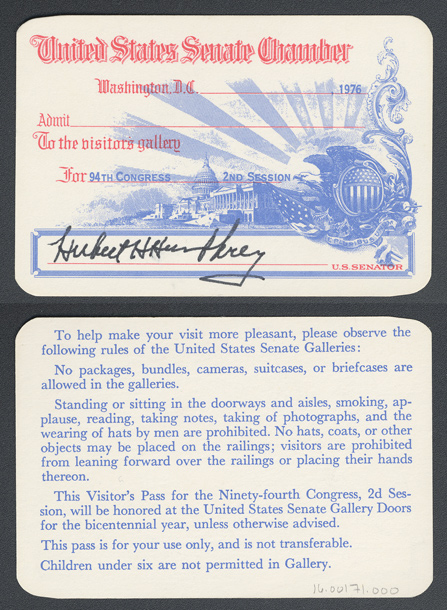 United States Senate Chamber
Washington, D.C. , 1976
Admit
To the visitors gallery
For 94TH CONGRESS 2ND SESSION
Hubert H Humphrey
U.S. SENATOR
To help make your visit more pleasant, please observe the
following rules of the United States Senate Galleries:
No packages, bundles, cameras, suitcases, or briefcases are
allowed in the galleries.
Standing or sitting in the doorways and aisles, smoking, ap-
plause, reading, taking notes, taking of photographs, and the
wearing of hats by men are prohibited. No hats, coats, or other
objects may be placed on the railings; visitors are prohibited
from leaning forward over the railings or placing their hands
thereon.
This Visitor's Pass for the Ninety-fourth Congress, 2d Ses-
sion, will be honored at the United States Senate Gallery Doors
for the bicentennial year, unless otherwise advised.
This pass is for your use only, and is not transferable.
Children under six are not permitted in Gallery.
16.00171.000